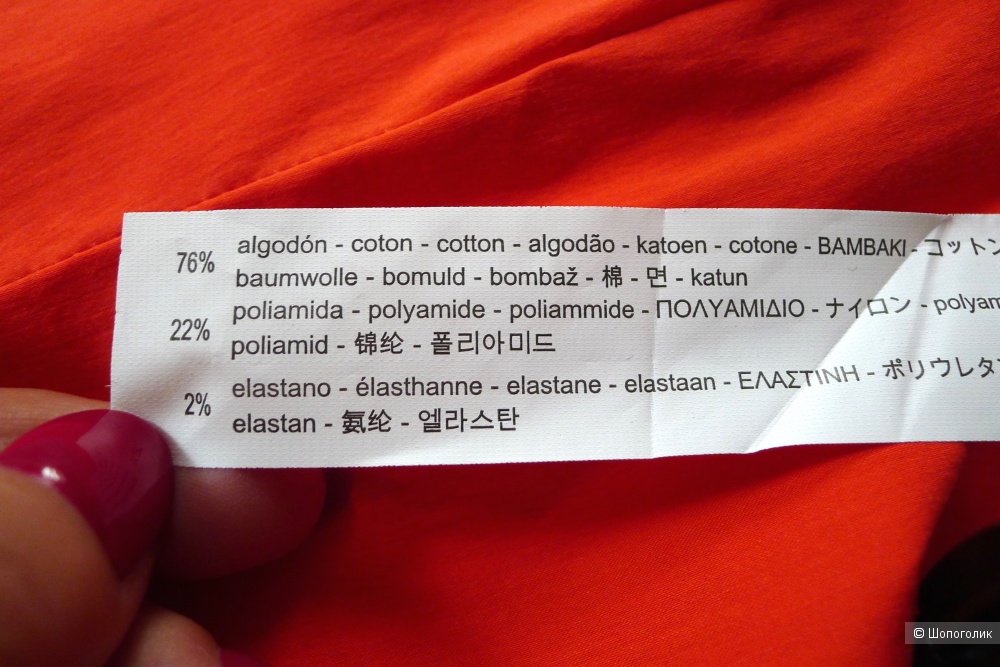 76%
algodón - coton - cotton - algodão - katoen - cotone - BAMBAKI - コットン
baumwolle - bomuld - bombaž - 棉 - 면 - katun
22%
poliamida - polyamide - poliammide - ΠΟΛΥΑΜΙΔΙΟ - ナイロン - polyam
poliamid - 锦纶 - 폴리아미드
2%
elastano - élasthanne - elastane - elastaan - ΕΛΑΣΤΙΝΗ - ポリウレタ
elastan - 氨纶 - 엘라스탄
© Шопоголик